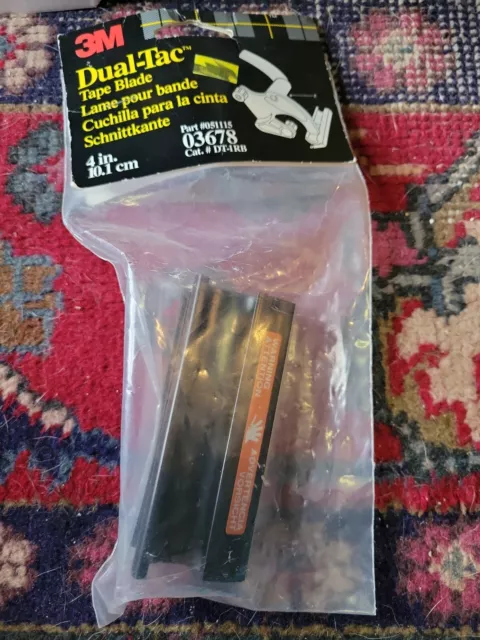 3M
Dual-Tac™
Tape Blade
Lame pour bande
Cuchilla para la cinta
Schnittkante
4 in.
10.1 cm
Part #051115
03678
Cat. # DT-1RB
WARNING